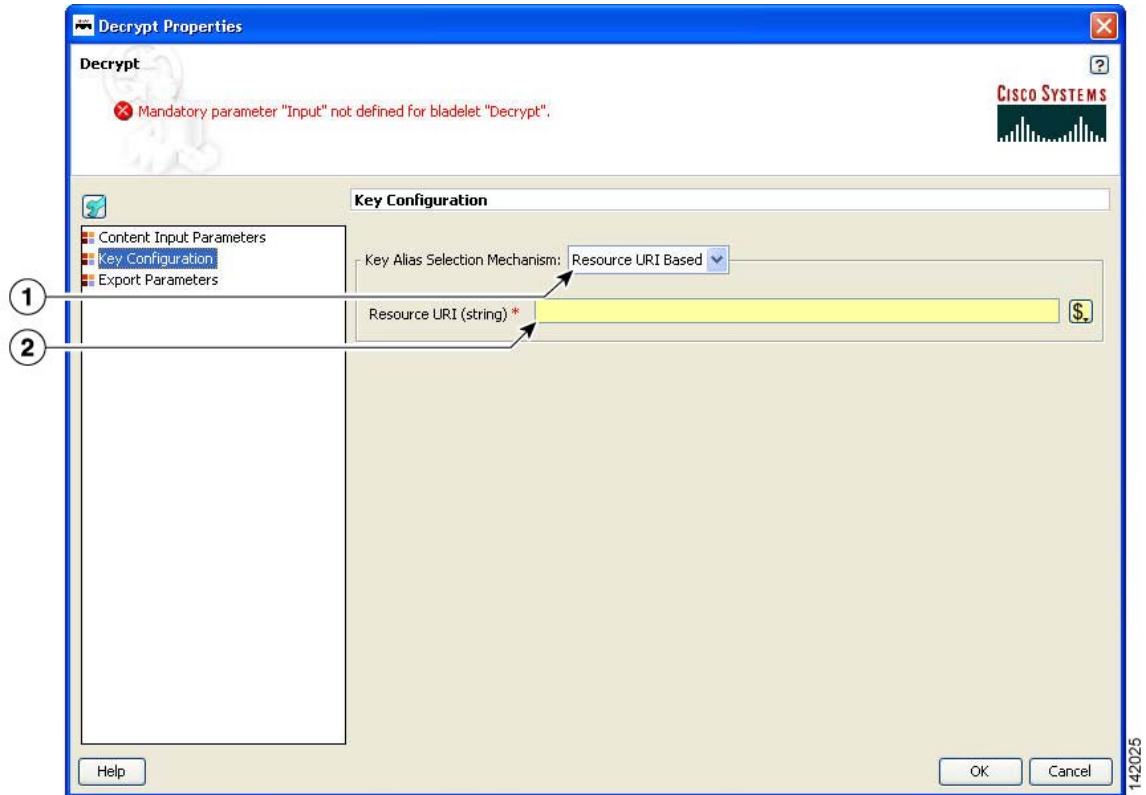 Decrypt Properties
Decrypt
?
Mandatory parameter "Input" not defined for bladelet "Decrypt".
CISCO SYSTEMS
Key Configuration
Content Input Parameters
Key Configuration
Export Parameters
Key Alias Selection Mechanism: Resource URI Based
1
Resource URI (string) *
$
2
Help
OK
Cancel
142025